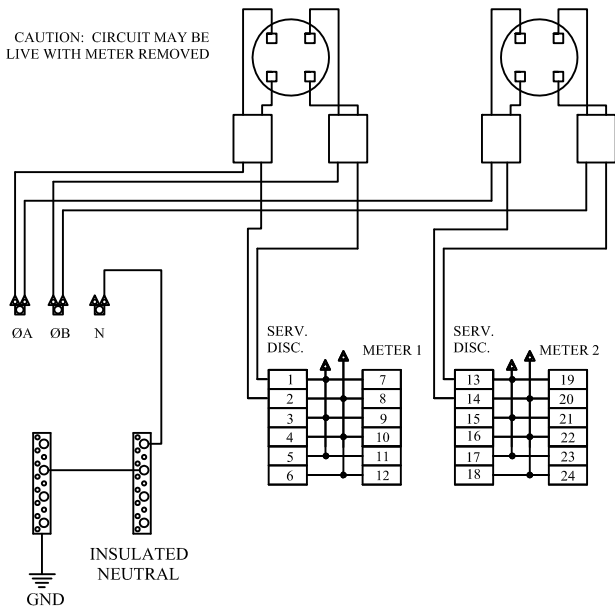 CAUTION: CIRCUIT MAY BE
LIVE WITH METER REMOVED
ØA
ØB
N
SERV.
DISC.
METER 1
1
2
3
4
5
6
7
8
9
10
11
12
SERV.
DISC.
METER 2
13
14
15
16
17
18
19
20
21
22
23
24
INSULATED
NEUTRAL
GND